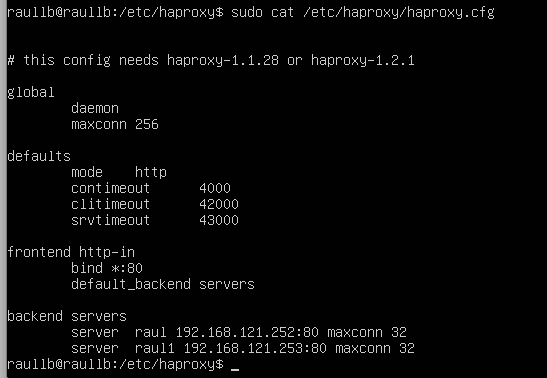 raullb@raullb:/etc/haproxy$ sudo cat /etc/haproxy/haproxy.cfg
# this config needs haproxy-1.1.28 or haproxy-1.2.1
global
daemon
maxconn 256
defaults
mode http
contimeout 4000
clitimeout 42000
srvtimeout 43000
frontend http-in
bind *:80
default_backend servers
backend servers
server raul 192.168.121.252:80 maxconn 32
server raul1 192.168.121.253:80 maxconn 32
raullb@raullb:/etc/haproxy$ _